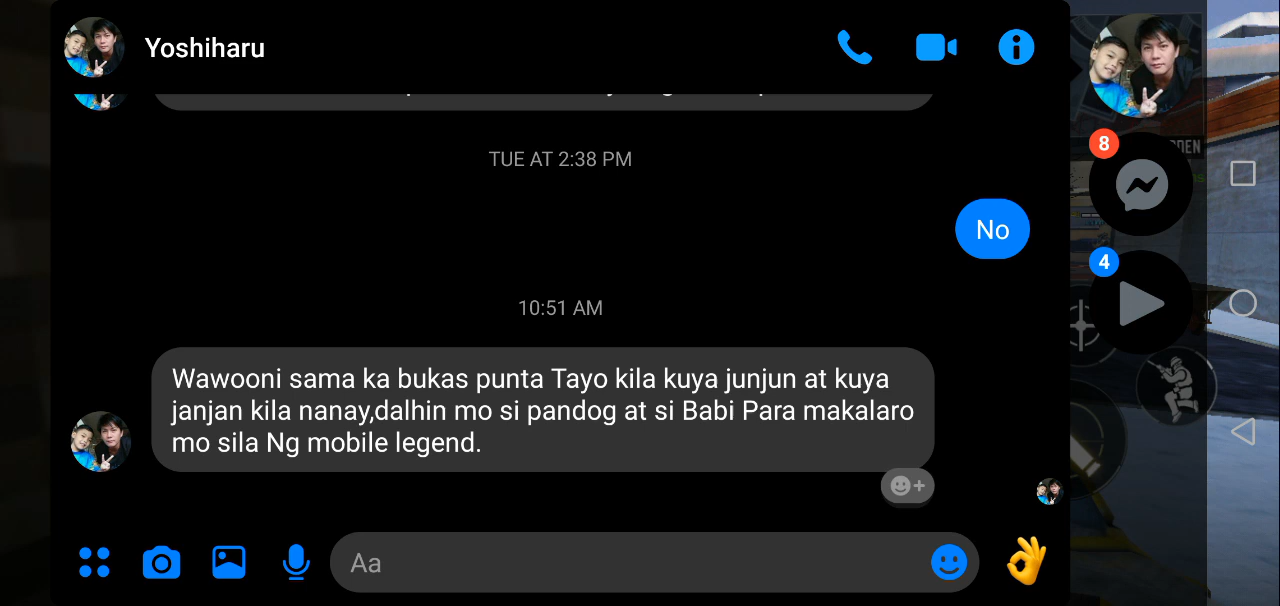 Yoshiharu
TUE AT 2:38 PM
No
10:51 AM
Wawooni sama ka bukas punta Tayo kila kuya junjun at kuya
janjan kila nanay,dalhin mo si pandog at si Babi Para makalaro
mo sila Ng mobile legend.
Aa
8
4